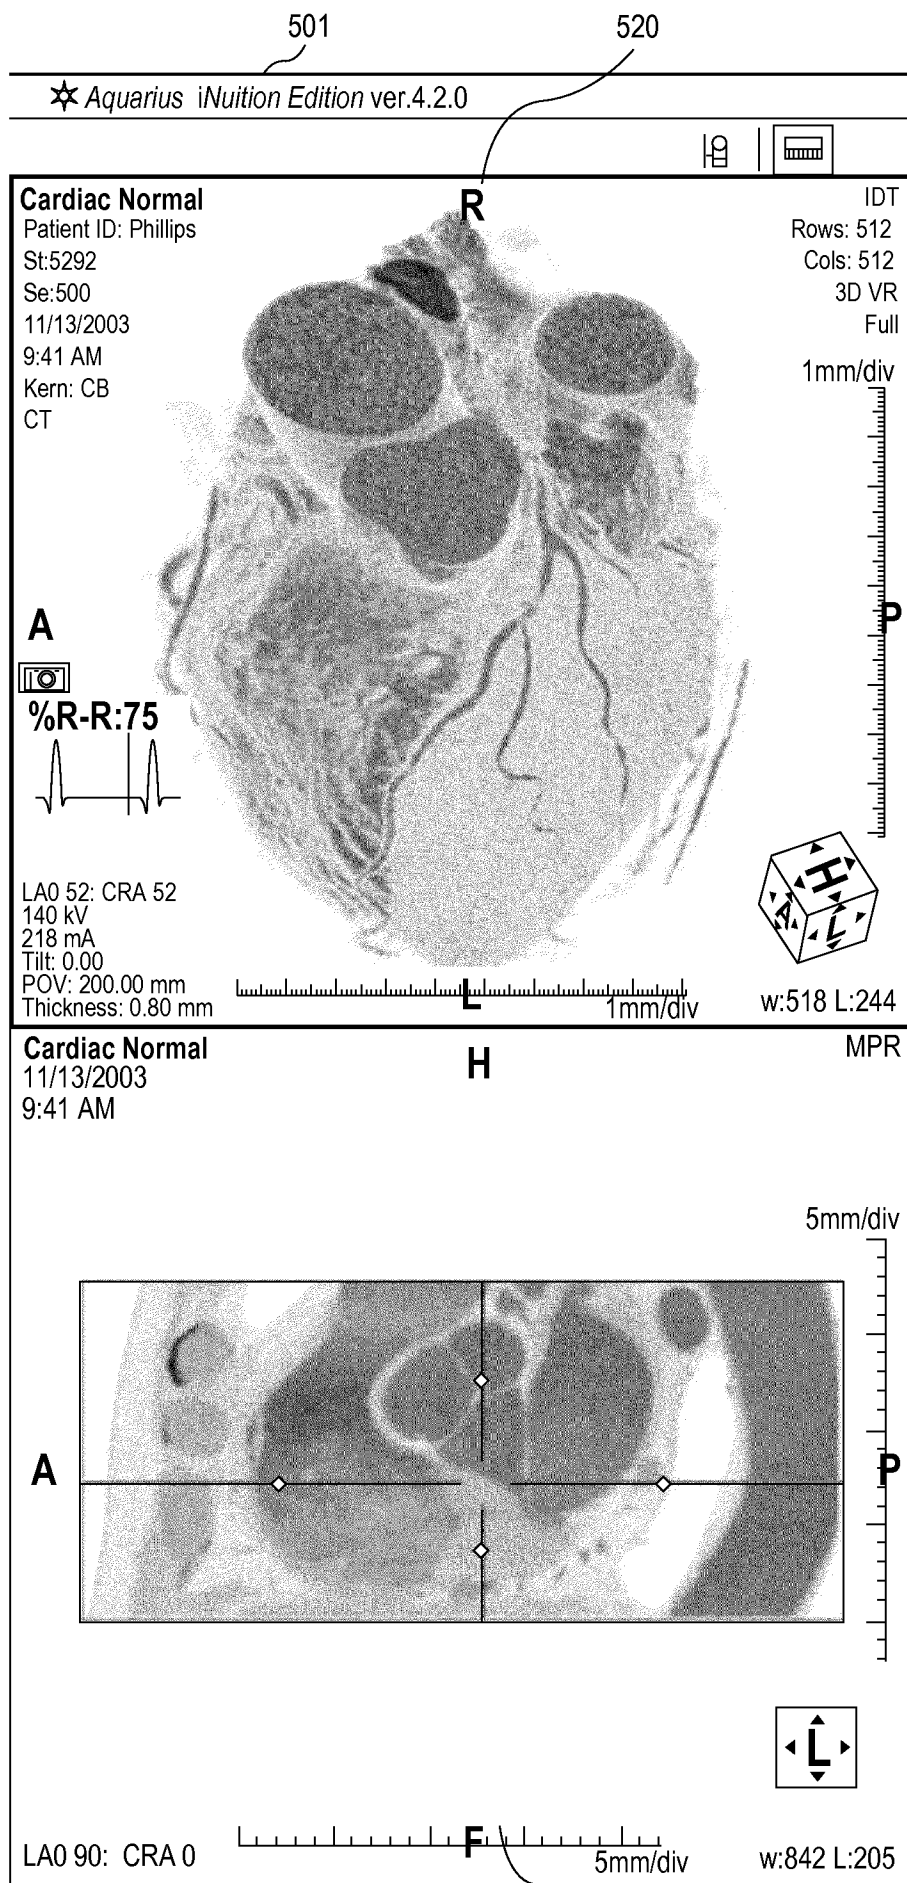 501
520
Aquarius iNuition Edition ver.4.2.0
Cardiac Normal
Patient ID: Phillips
St:5292
Se:500
11/13/2003
9:41 AM
Kern: CB
CT
R
IDT
Rows: 512
Cols: 512
3D VR
Full
1mm/div
A
P
%R-R:75
LA0 52: CRA 52
140 kV
218 mA
Tilt: 0.00
POV: 200.00 mm
Thickness: 0.80 mm
L
1mm/div
H
A
L
w:518 L:244
Cardiac Normal
11/13/2003
9:41 AM
H
MPR
5mm/div
A
P
L
LA0 90: CRA 0
F
5mm/div
w:842 L:205